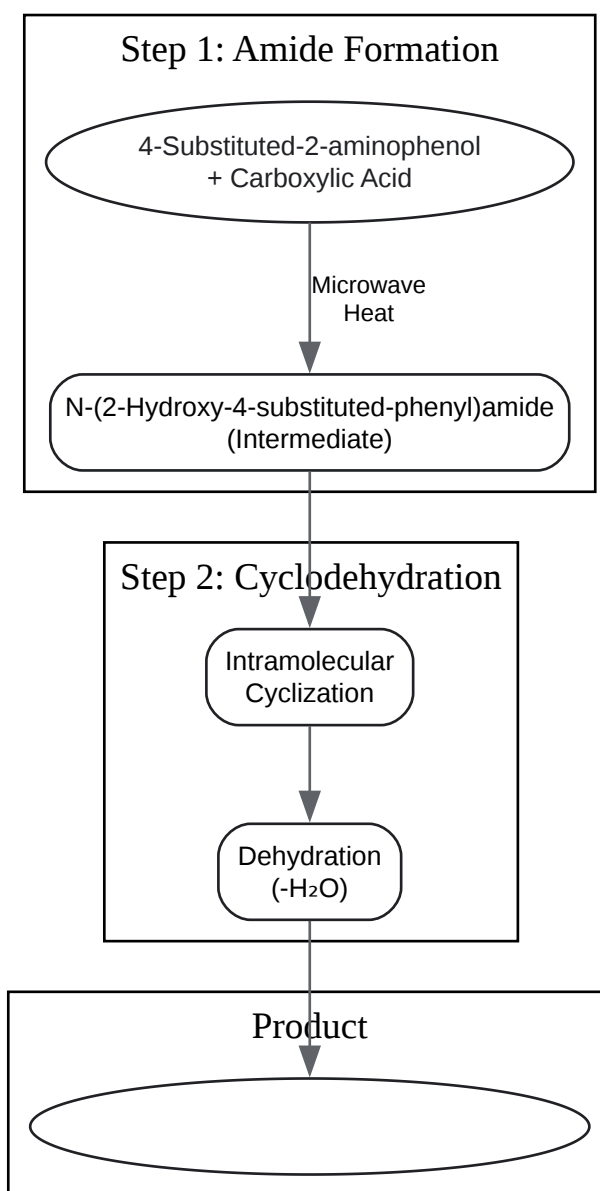 Step 1: Amide Formation
4-Substituted-2-aminophenol
+ Carboxylic Acid
Microwave
Heat
N-(2-Hydroxy-4-substituted-phenyl)amide
(Intermediate)
Step 2: Cyclodehydration
Intramolecular
Cyclization
Dehydration
(-H₂O)
Product